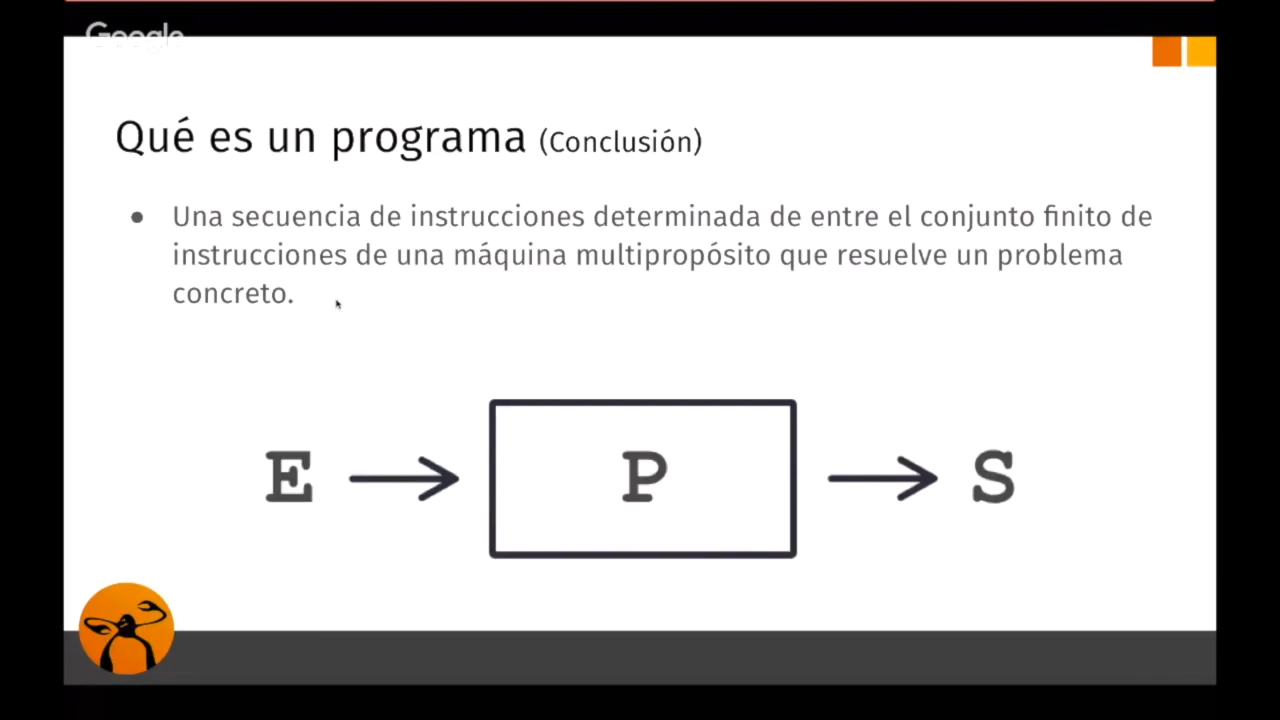 Google
Qué es un programa (Conclusión)
● Una secuencia de instrucciones determinada de entre el conjunto finito de
instrucciones de una máquina multipropósito que resuelve un problema
concreto.
E → P → S